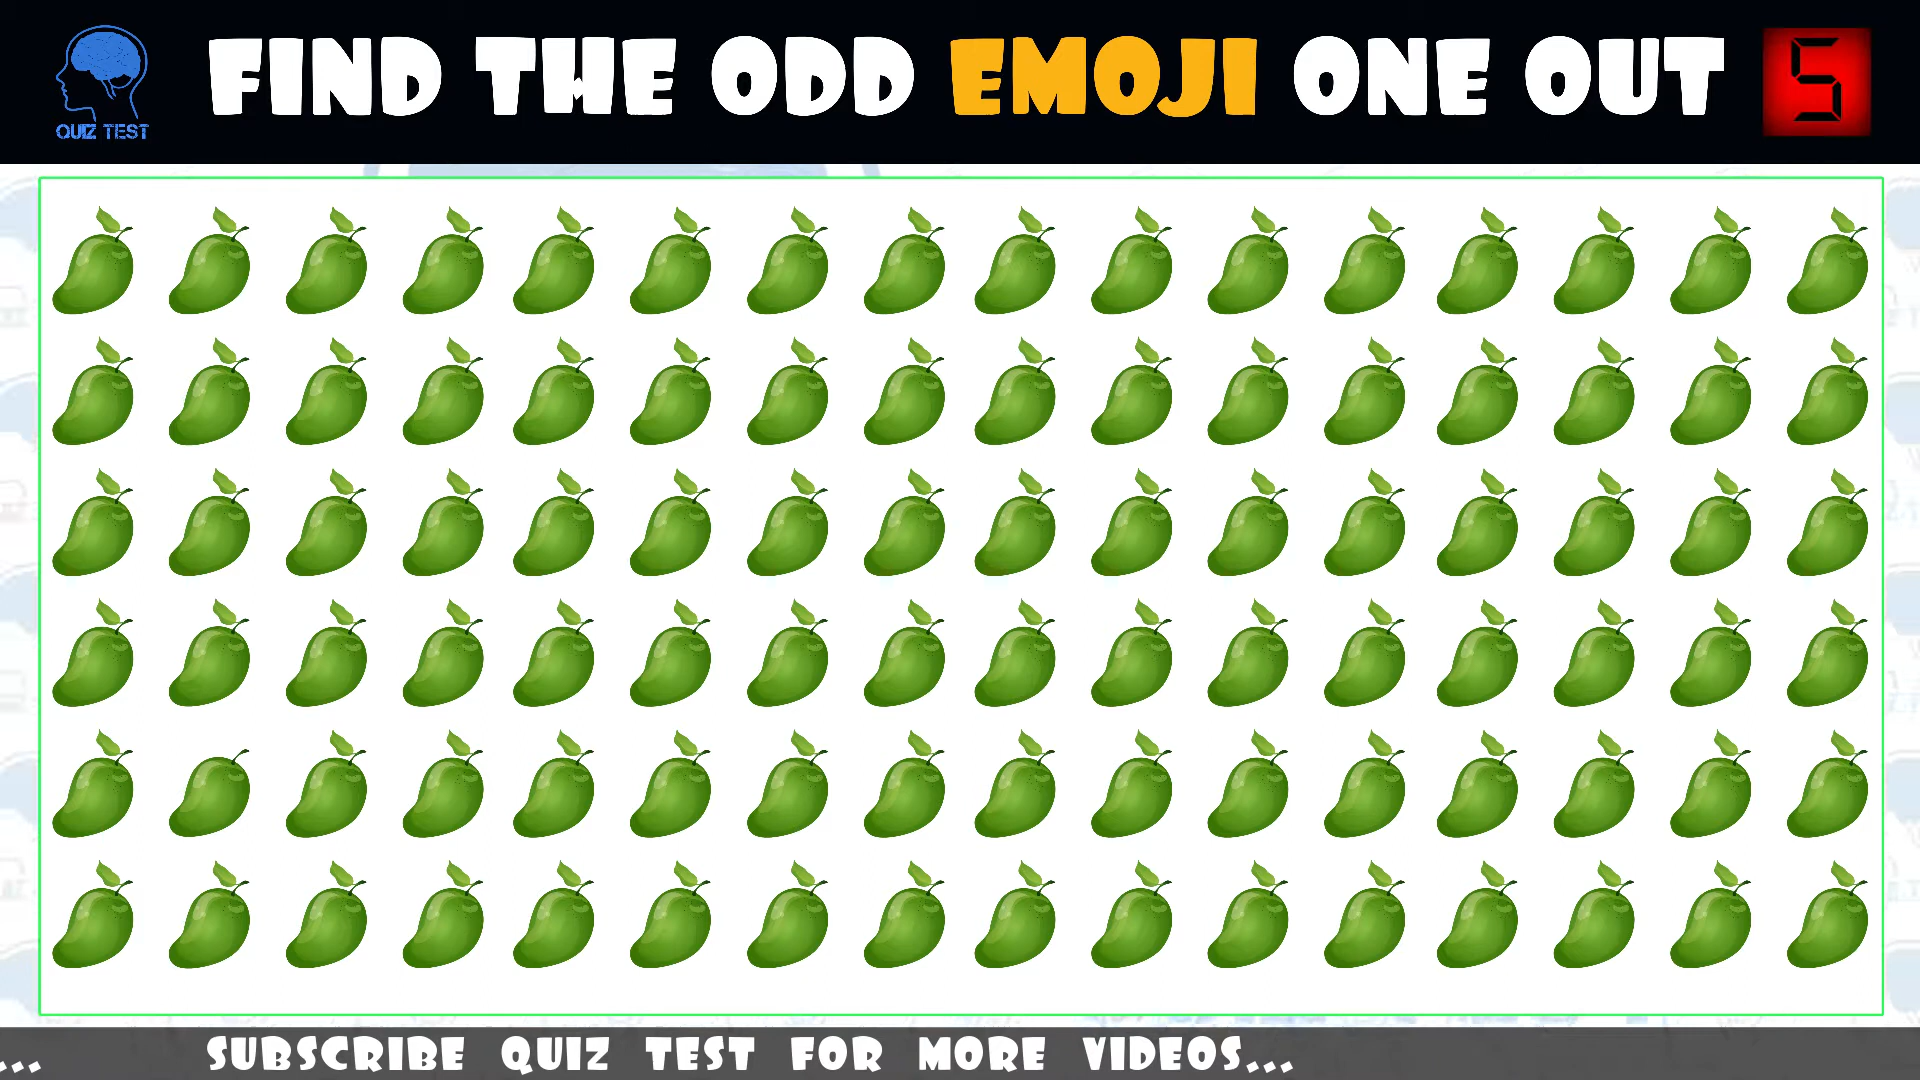 QUIZ TEST
FIND THE ODD EMOJI ONE OUT 5
... SUBSCRIBE QUIZ TEST FOR MORE VIDEOS...